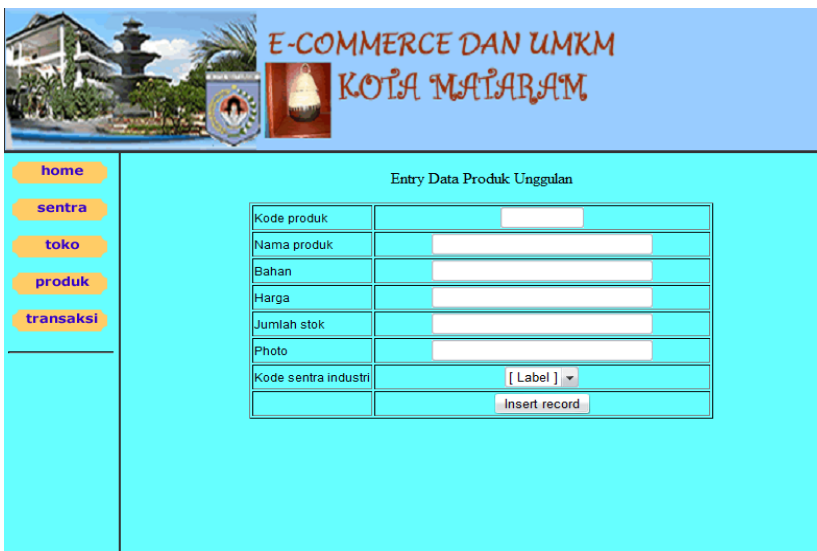 E-COMMERCE DAN UMKM
KOTA MATARAM
home
sentra
toko
produk
transaksi
Entry Data Produk Unggulan
Kode produk
Nama produk
Bahan
Harga
Jumlah stok
Photo
Kode sentra industri
[ Label ]
Insert record